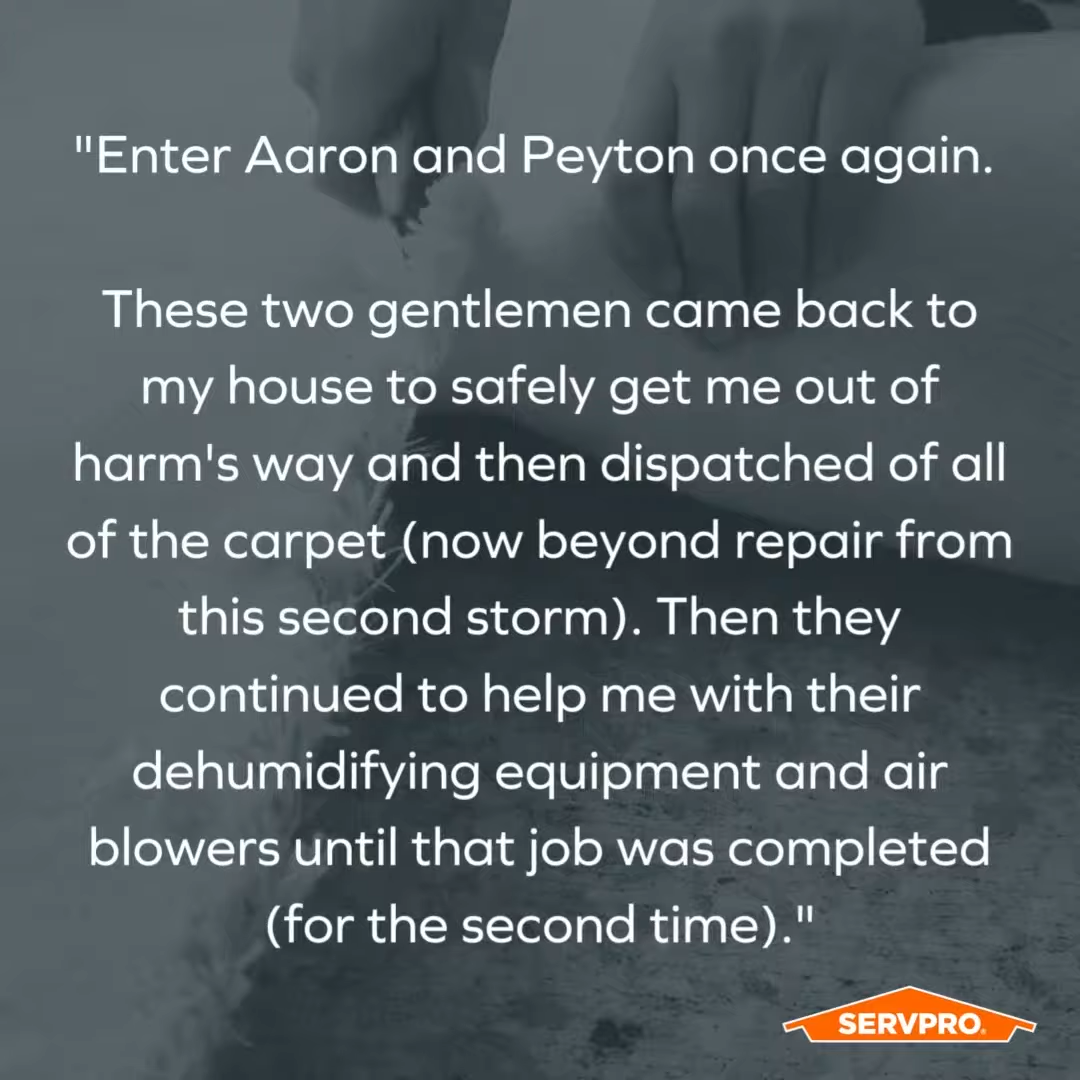 "Enter Aaron and Peyton once again.
These two gentlemen came back to
my house to safely get me out of
harm's way and then dispatched of all
of the carpet (now beyond repair from
this second storm). Then they
continued to help me with their
dehumidifying equipment and air
blowers until that job was completed
(for the second time)."
SERVPRO®